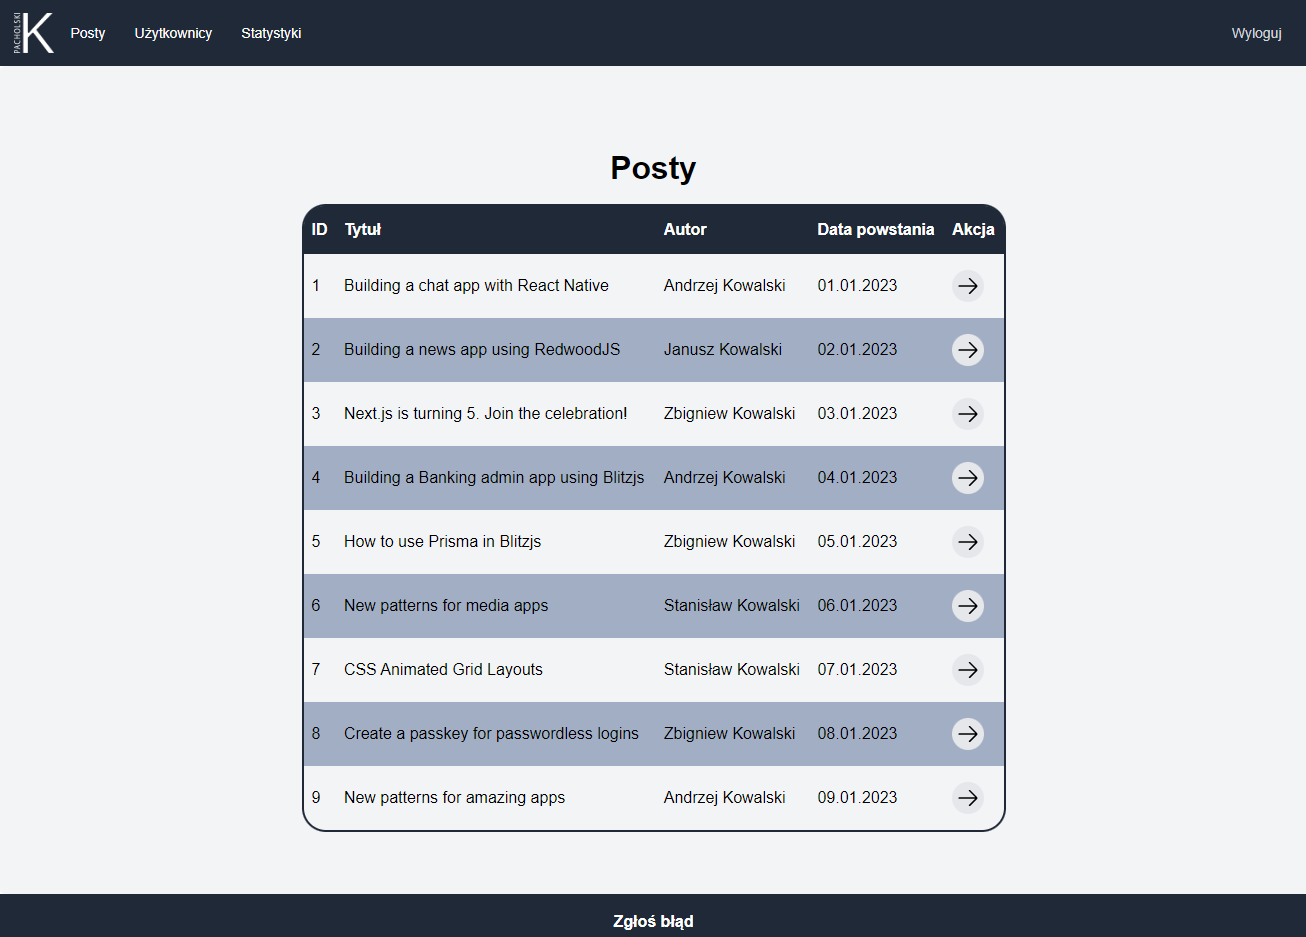 PACHOLSKI K Posty Użytkownicy Statystyki Wyloguj
Posty
ID Tytuł Autor Data powstania Akcja
1 Building a chat app with React Native Andrzej Kowalski 01.01.2023
2 Building a news app using RedwoodJS Janusz Kowalski 02.01.2023
3 Next.js is turning 5. Join the celebration! Zbigniew Kowalski 03.01.2023
4 Building a Banking admin app using Blitzjs Andrzej Kowalski 04.01.2023
5 How to use Prisma in Blitzjs Zbigniew Kowalski 05.01.2023
6 New patterns for media apps Stanisław Kowalski 06.01.2023
7 CSS Animated Grid Layouts Stanisław Kowalski 07.01.2023
8 Create a passkey for passwordless logins Zbigniew Kowalski 08.01.2023
9 New patterns for amazing apps Andrzej Kowalski 09.01.2023
Zgłoś błąd